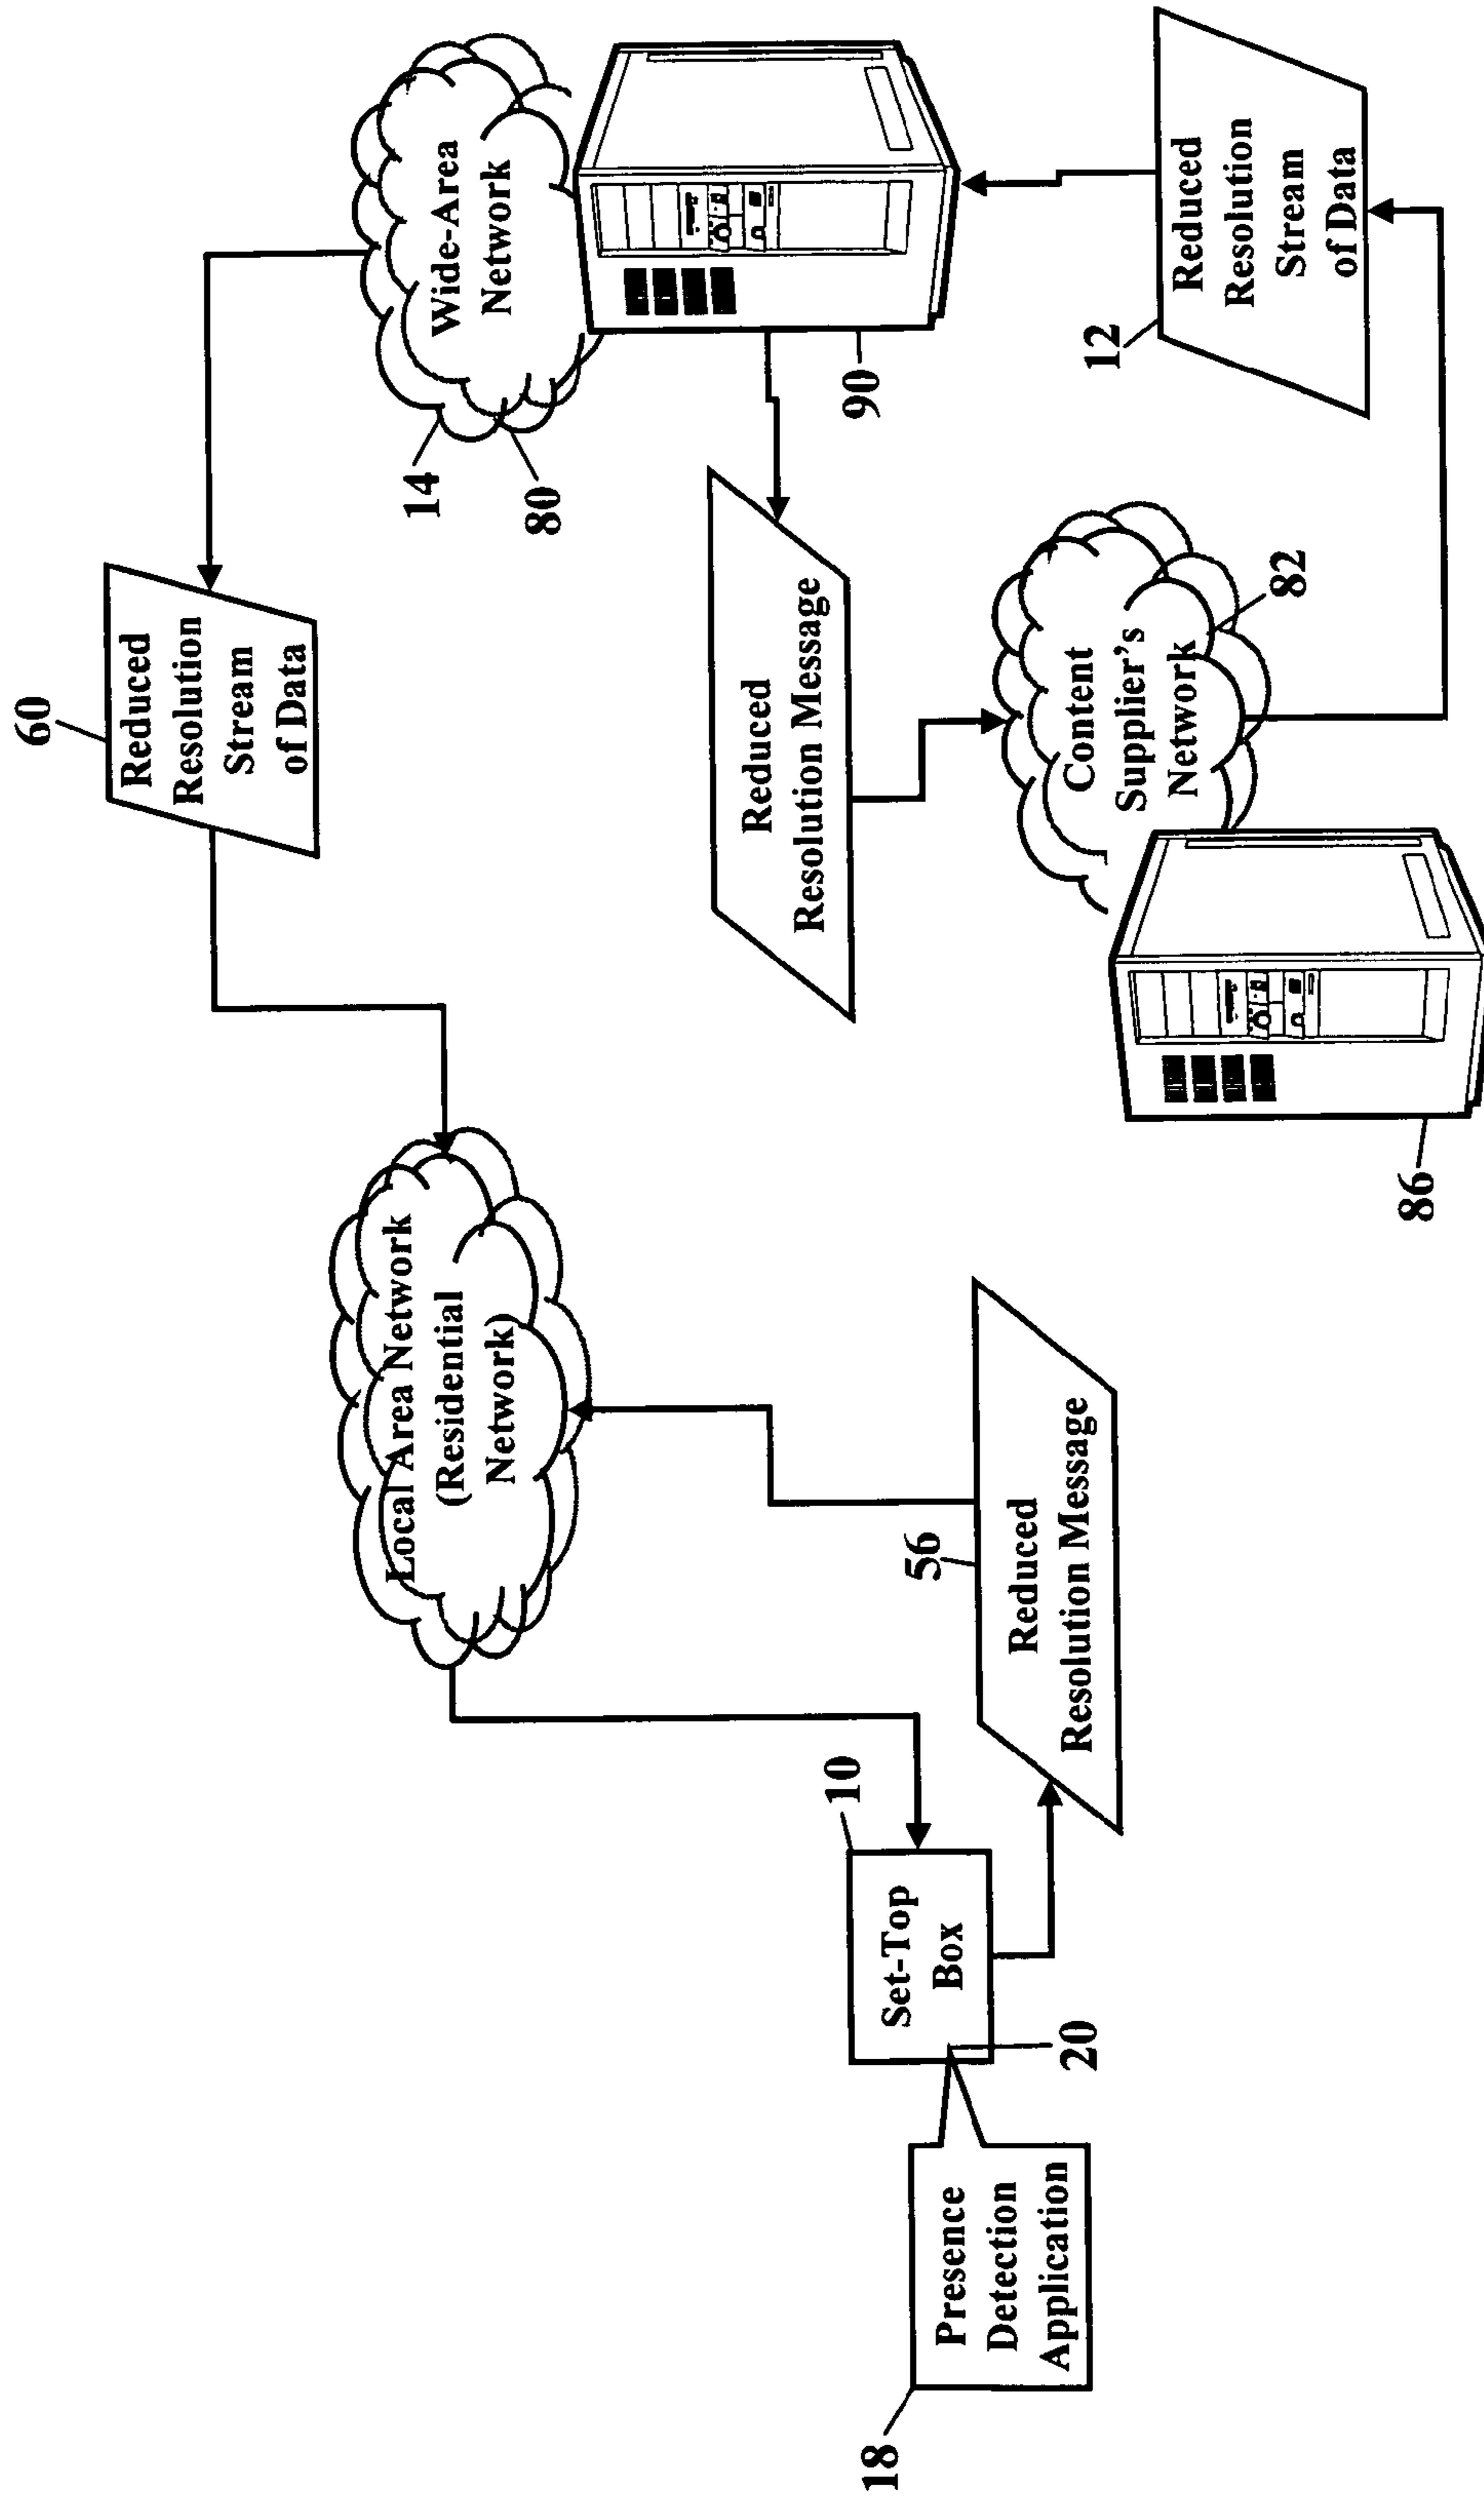 18
Presence
Detection
Application
20
Set-Top
Box
10
Reduced
Resolution Message
56
Local Area Network
(Residential
Network)
60
Reduced
Resolution
Stream
of Data
14
80
Wide-Area
Network
90
Reduced
Resolution Message
Content
Supplier's
Network
82
86
12
Reduced
Resolution
Stream
of Data